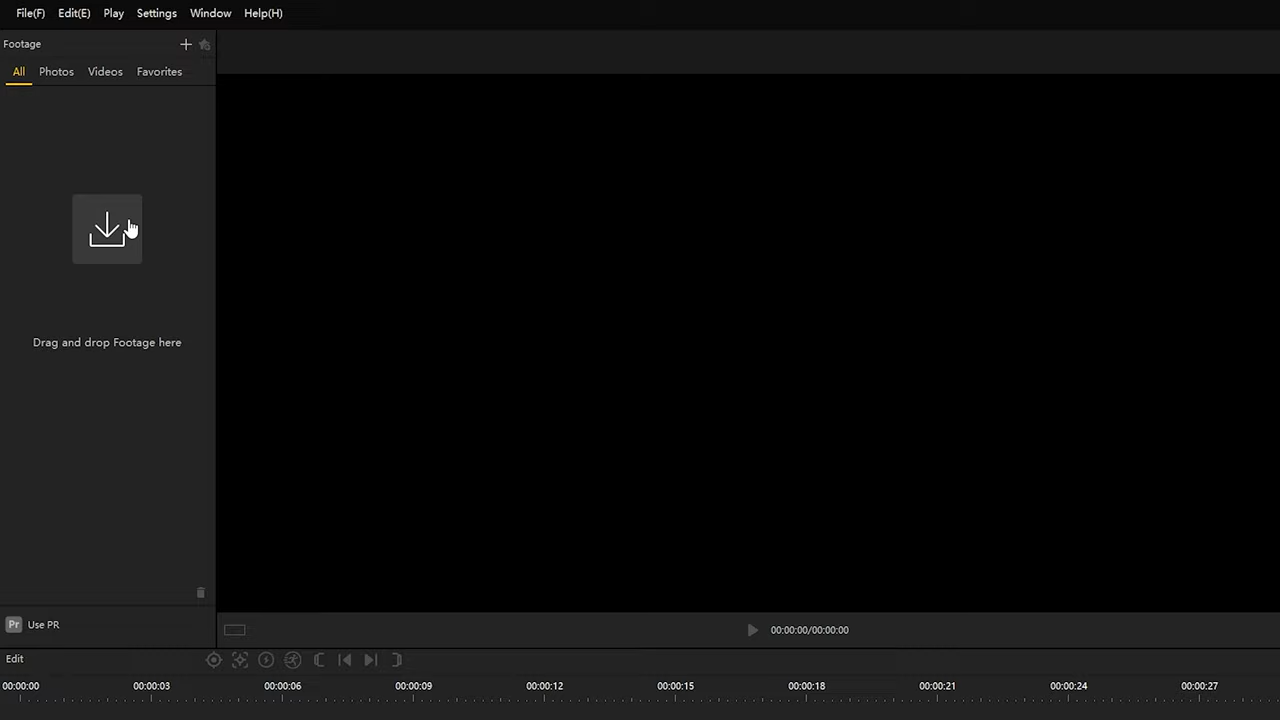 File(F) Edit(E) Play Settings Window Help(H)
Footage
All Photos Videos Favorites
Drag and drop Footage here
Pr Use PR
00:00:00/00:00:00
Edit
00:00:00 00:00:03 00:00:06 00:00:09 00:00:12 00:00:15 00:00:18 00:00:21 00:00:24 00:00:27